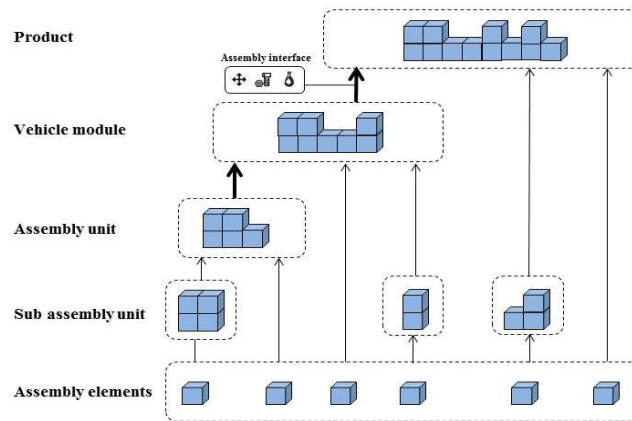 Product
Assembly interface
Vehicle module
Assembly unit
Sub assembly unit
Assembly elements